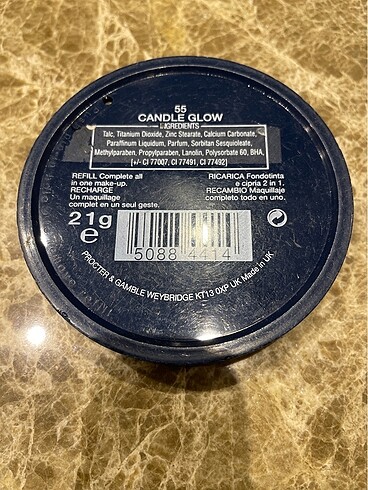 55
CANDLE GLOW
INGREDIENTS
Talc, Titanium Dioxide, Zinc Stearate, Calcium Carbonate,
Paraffinum Liquidum, Parfum, Sorbitan Sesquioleate,
Methylparaben, Propylparaben, Lanolin, Polysorbate 60, BHA,
[+/- CI 77007, CI 77491, CI 77492]
REFILL Complete all
in one make-up.
RECHARGE
Un maquillage
complet en un seul geste.
RICARICA Fondotinta
e cipria 2 in 1.
RECAMBIO Maquillaje
completo todo en uno.
21g
e
5088 4414
PROCTER & GAMBLE WEYBRIDGE KT13 0XP UK Made in UK